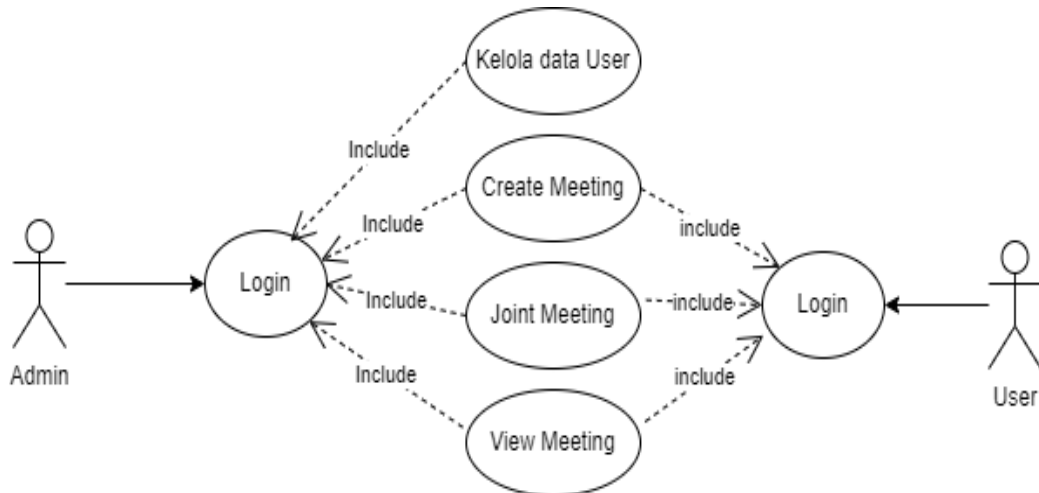 Kelola data User
Include
Create Meeting
Include
include
Login
Joint Meeting
Include
include
Login
Include
include
View Meeting
Admin
User